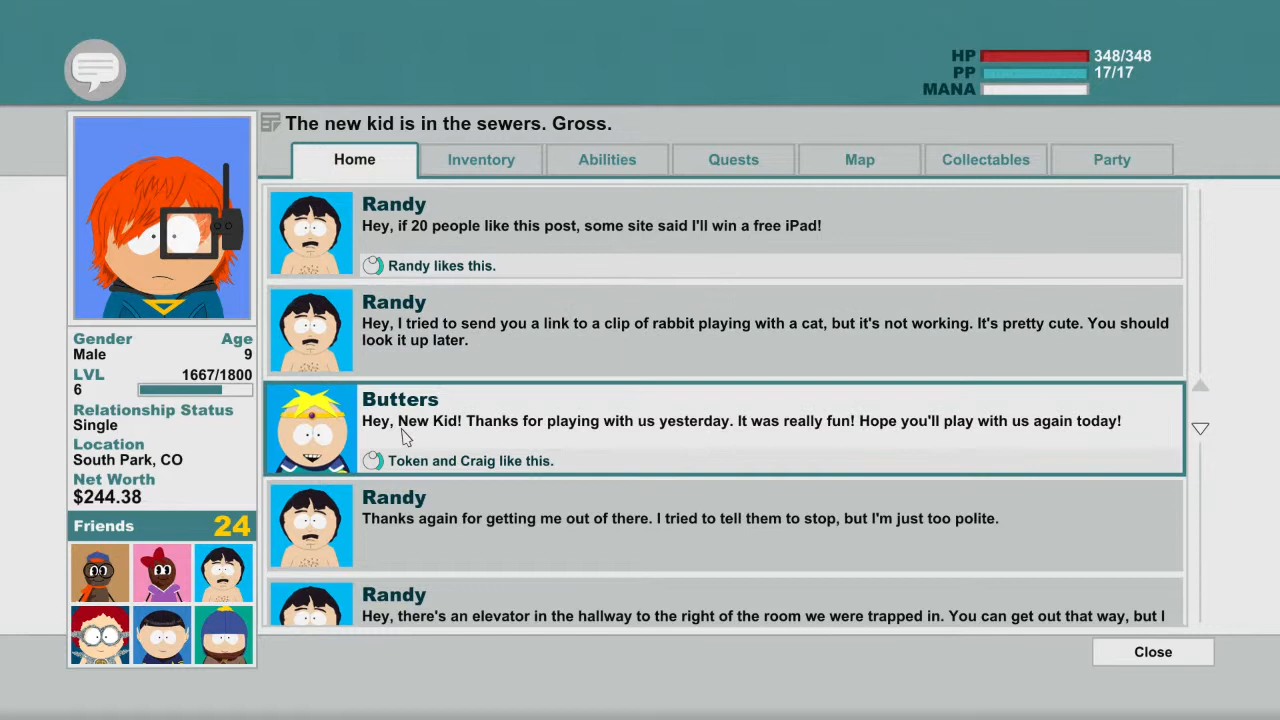 HP 348/348
PP 17/17
MANA
The new kid is in the sewers. Gross.
Home Inventory Abilities Quests Map Collectables Party
Randy
Hey, if 20 people like this post, some site said I'll win a free iPad!
Randy likes this.
Randy
Hey, I tried to send you a link to a clip of rabbit playing with a cat, but it's not working. It's pretty cute. You should
look it up later.
Butters
Hey, New Kid! Thanks for playing with us yesterday. It was really fun! Hope you'll play with us again today!
Token and Craig like this.
Randy
Thanks again for getting me out of there. I tried to tell them to stop, but I'm just too polite.
Randy
Hey, there's an elevator in the hallway to the right of the room we were trapped in. You can get out that way, but I
Gender Age
Male 9
LVL 1667/1800
6
Relationship Status
Single
Location
South Park, CO
Net Worth
$244.38
Friends 24
Close